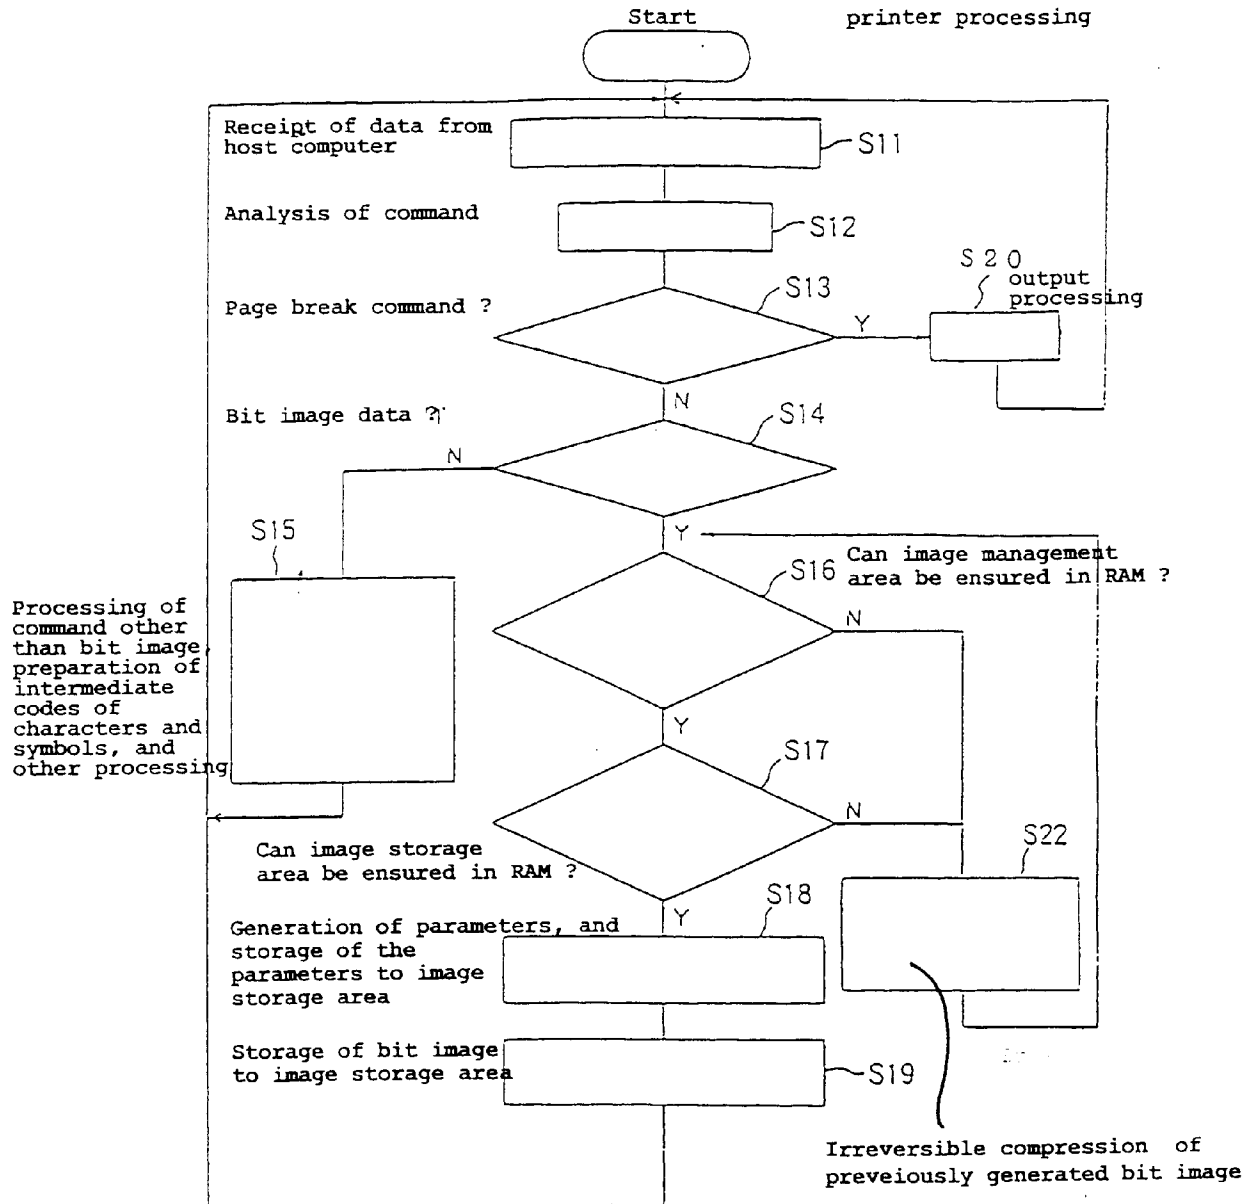 Start
printer processing
Receipt of data from
host computer
S11
Analysis of command
S12
S20
output
processing
S13
Page break command ?
Y
N
Bit image data ?
S14
N
Y
S15
Can image management
area be ensured in RAM ?
S16
N
Processing of
command other
than bit image,
preparation of
intermediate
codes of
characters and
symbols, and
other processing
Y
S17
N
Can image storage
area be ensured in RAM ?
S22
Y
S18
Generation of parameters, and
storage of the
parameters to image
storage area
Storage of bit image
to image storage area
S19
Irreversible compression of
preveiously generated bit image